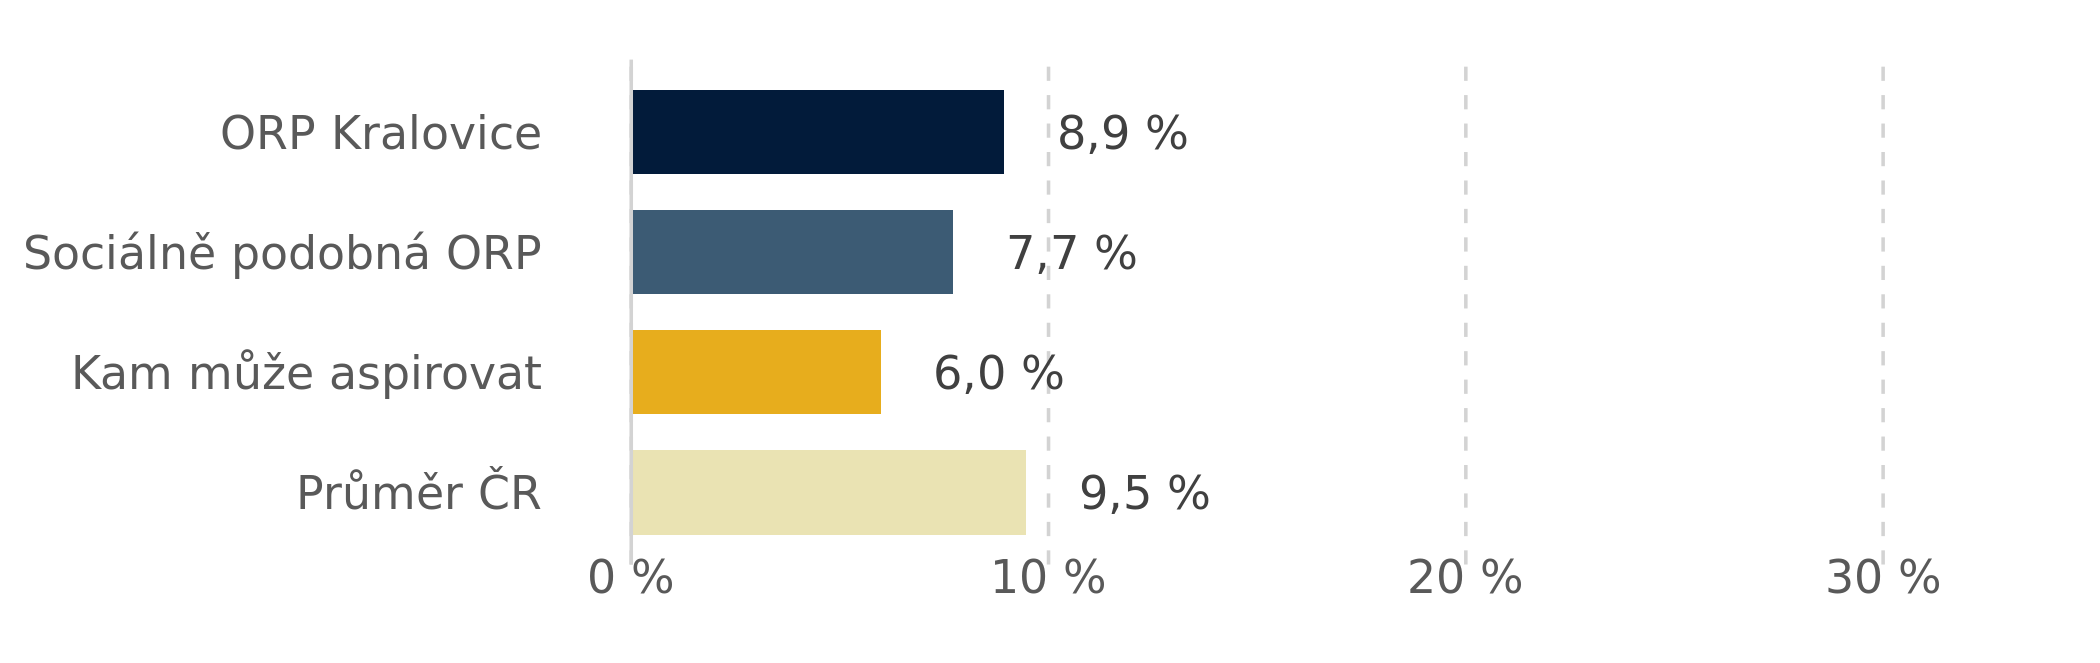 ORP Kralovice
8,9 %
Sociálně podobná ORP
7,7 %
Kam může aspirovat
6,0 %
Průměr ČR
9,5 %
0 %
10 %
20 %
30 %